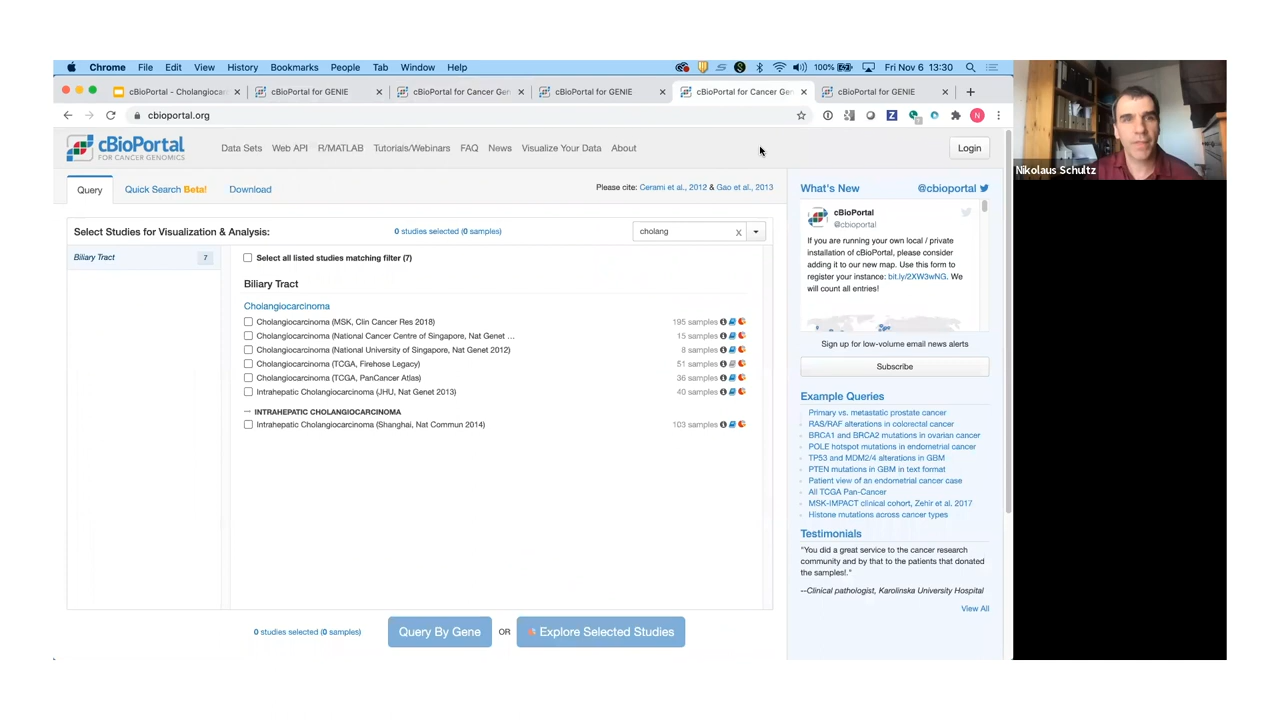 Chrome File Edit View History Bookmarks People Tab Window Help
100% Fri Nov 6 13:30
cBioPortal - Cholangiocar
cBioPortal for GENIE
cBioPortal for Cancer Gen
cBioPortal for GENIE
cBioPortal for Cancer Gen
cBioPortal for GENIE
cbioportal.org
N
cBioPortal
FOR CANCER GENOMICS
Data Sets Web API R/MATLAB Tutorials/Webinars FAQ News Visualize Your Data About
Login
Query
Quick Search Beta!
Download
Please cite: Cerami et al., 2012 & Gao et al., 2013
Select Studies for Visualization & Analysis:
0 studies selected (0 samples)
cholang x
Biliary Tract 7
Select all listed studies matching filter (7)
Biliary Tract
Cholangiocarcinoma
Cholangiocarcinoma (MSK, Clin Cancer Res 2018) 195 samples
Cholangiocarcinoma (National Cancer Centre of Singapore, Nat Genet ... 15 samples
Cholangiocarcinoma (National University of Singapore, Nat Genet 2012) 8 samples
Cholangiocarcinoma (TCGA, Firehose Legacy) 51 samples
Cholangiocarcinoma (TCGA, PanCancer Atlas) 36 samples
Intrahepatic Cholangiocarcinoma (JHU, Nat Genet 2013) 40 samples
INTRAHEPATIC CHOLANGIOCARCINOMA
Intrahepatic Cholangiocarcinoma (Shanghai, Nat Commun 2014) 103 samples
0 studies selected (0 samples)
Query By Gene
OR
Explore Selected Studies
What's New
@cbioportal
cBioPortal
@cbioportal
If you are running your own local / private
installation of cBioPortal, please consider
adding it to our new map. Use this form to
register your instance: bit.ly/2XW3wNG. We
will count all entries!
Sign up for low-volume email news alerts
Subscribe
Example Queries
Primary vs. metastatic prostate cancer
RAS/RAF alterations in colorectal cancer
BRCA1 and BRCA2 mutations in ovarian cancer
POLE hotspot mutations in endometrial cancer
TP53 and MDM2/4 alterations in GBM
PTEN mutations in GBM in text format
Patient view of an endometrial cancer case
All TCGA Pan-Cancer
MSK-IMPACT clinical cohort, Zehir et al. 2017
Histone mutations across cancer types
Testimonials
"You did a great service to the cancer research
community and by that to the patients that donated
the samples!."
--Clinical pathologist, Karolinska University Hospital
View All
Nikolaus Schultz